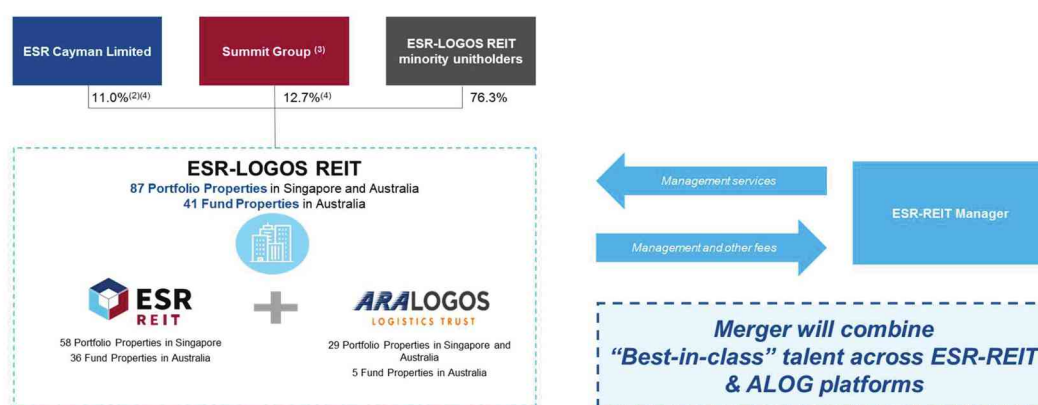 ESR Cayman Limited
Summit Group (3)
ESR-LOGOS REIT
minority unitholders
11.0%(2)(4)
12.7%(4)
76.3%
ESR-LOGOS REIT
87 Portfolio Properties in Singapore and Australia
41 Fund Properties in Australia
ESR
REIT
58 Portfolio Properties in Singapore
36 Fund Properties in Australia
ARALOGOS
LOGISTICS TRUST
29 Portfolio Properties in Singapore and
Australia
5 Fund Properties in Australia
Management services
Management and other fees
ESR-REIT Manager
Merger will combine
“Best-in-class” talent across ESR-REIT
& ALOG platforms